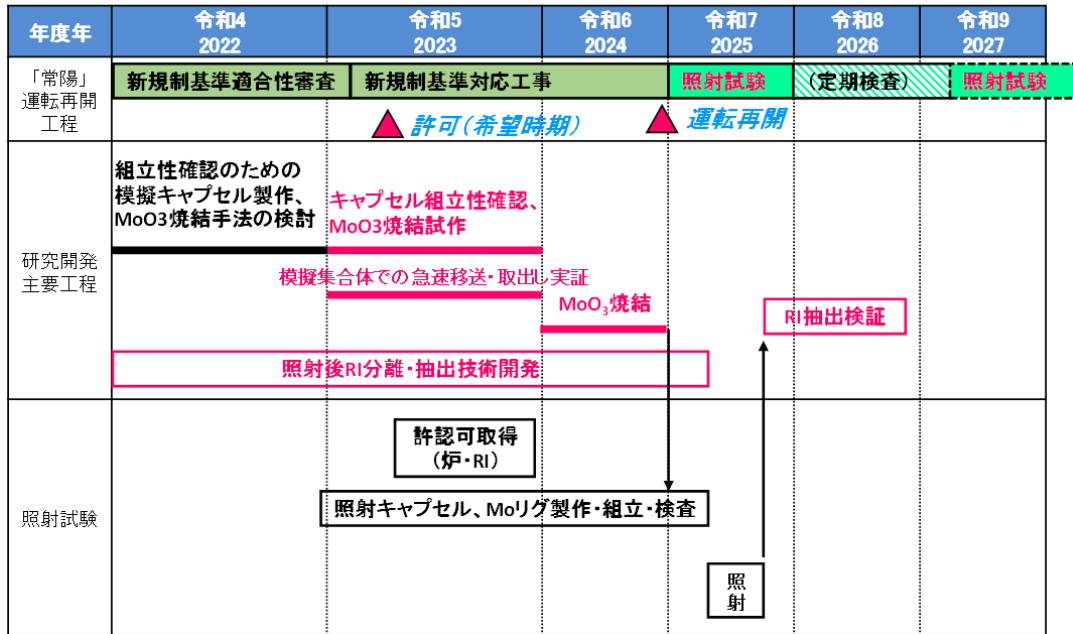 年度年
令和4
2022
令和5
2023
令和6
2024
令和7
2025
令和8
2026
令和9
2027
「常陽」
運転再開
工程
新規制基準適合性審査
新規制基準対応工事
照射試験
(定期検査)
照射試験
許可(希望時期)
運転再開
研究開発
主要工程
組立性確認のための
模擬キャプセル製作、
MoO3焼結手法の検討
キャプセル組立性確認、
MoO3焼結試作
模擬集合体での急速移送・取出し実証
MoO₃焼結
RI抽出検証
照射後RI分離・抽出技術開発
照射試験
許認可取得
(炉・RI)
照射キャプセル、Moリグ製作・組立・検査
照
射